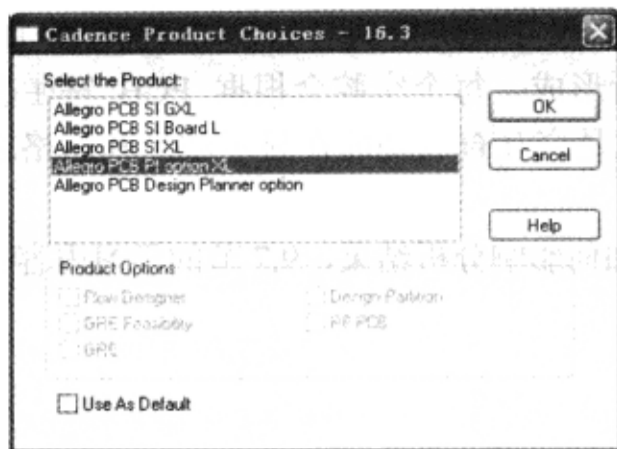 Cadence Product Choices - 16.3
Select the Product:
Allegro PCB SI GXL
Allegro PCB SI Board L
Allegro PCB SI XL
Allegro PCB PI option XL
Allegro PCB Design Planner option
OK
Cancel
Help
Product Options
Flow Designer
Design Partition
GRE Feasibility
RF PCB
GRE
Use As Default